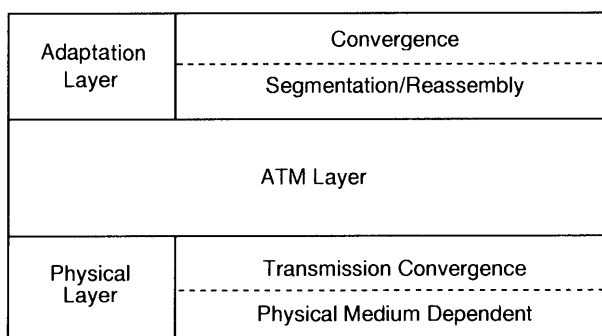 Adaptation
Layer
Convergence
Segmentation/Reassembly
ATM Layer
Physical
Layer
Transmission Convergence
Physical Medium Dependent